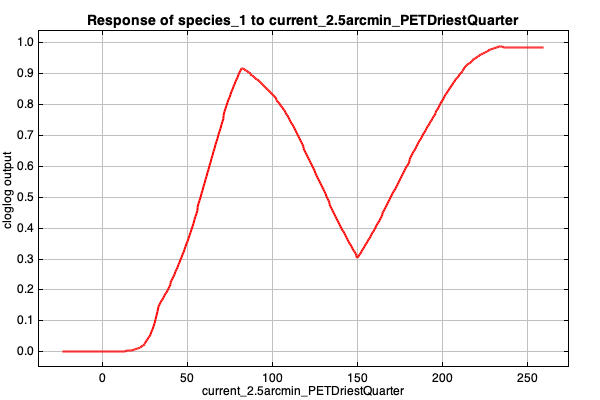 Response of species_1 to current_2.5arcmin_PETDriestQuarter
cloglog output
1.0
0.9
0.8
0.7
0.6
0.5
0.4
0.3
0.2
0.1
0.0
0 50 100 150 200 250
current_2.5arcmin_PETDriestQuarter